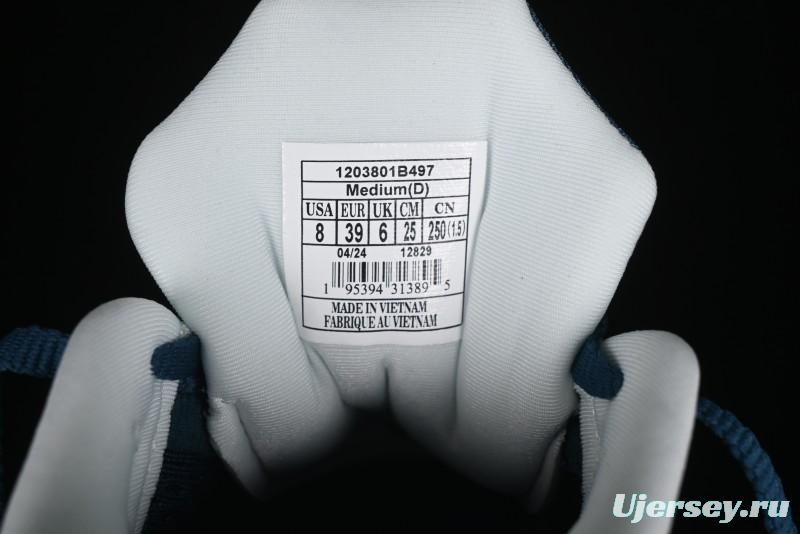 1203801B497
Medium(D)
USA EUR UK CM CN
8 39 6 25 250(1.5)
04/24 12829
1 95394 31389 5
MADE IN VIETNAM
FABRIQUE AU VIETNAM
Ujersey.ru